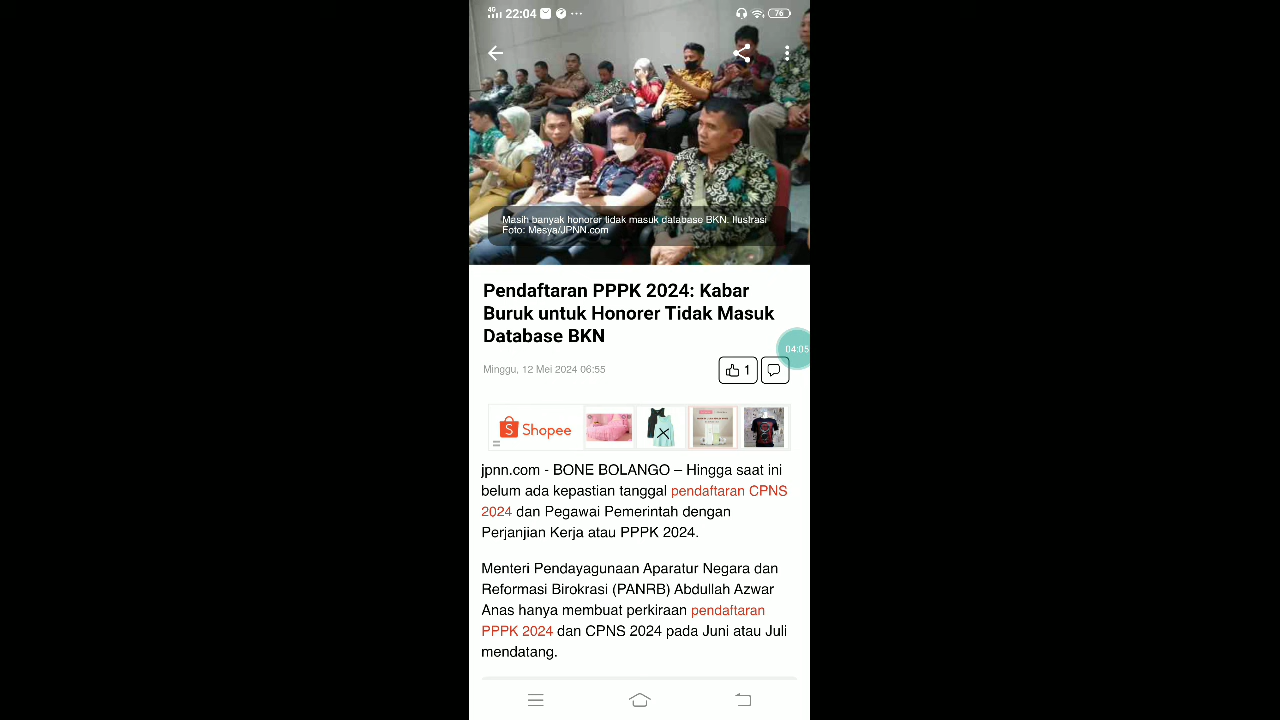 4G 22:04 76
Masih banyak honorer tidak masuk database BKN. Ilustrasi
Foto: Mesya/JPNN.com
Pendaftaran PPPK 2024: Kabar
Buruk untuk Honorer Tidak Masuk
Database BKN
04:05
Minggu, 12 Mei 2024 06:55
1
Shopee
jpnn.com - BONE BOLANGO – Hingga saat ini
belum ada kepastian tanggal pendaftaran CPNS
2024 dan Pegawai Pemerintah dengan
Perjanjian Kerja atau PPPK 2024.
Menteri Pendayagunaan Aparatur Negara dan
Reformasi Birokrasi (PANRB) Abdullah Azwar
Anas hanya membuat perkiraan pendaftaran
PPPK 2024 dan CPNS 2024 pada Juni atau Juli
mendatang.